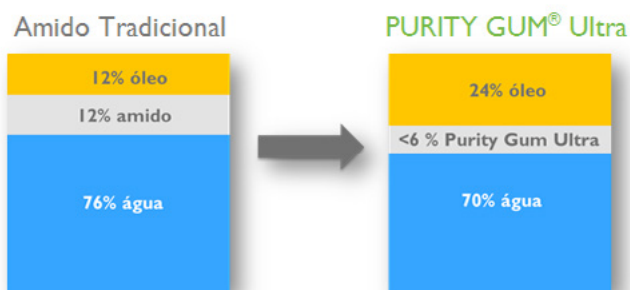 Amido Tradicional
12% óleo
12% amido
76% água
PURITY GUM® Ultra
24% óleo
<6 % Purity Gum Ultra
70% água